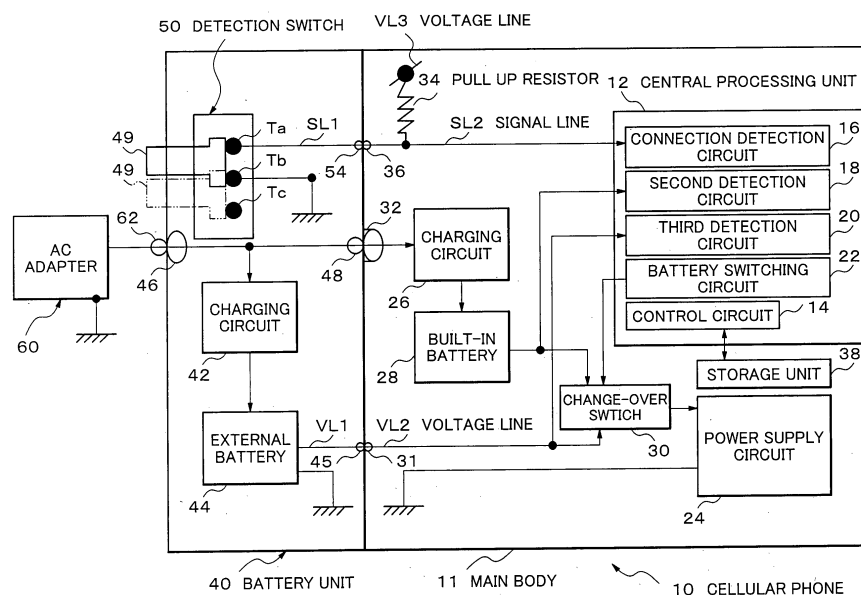 50 DETECTION SWITCH
VL3 VOLTAGE LINE
34 PULL UP RESISTOR
12 CENTRAL PROCESSING UNIT
Ta
SL1
SL2 SIGNAL LINE
49
Tb
54
36
CONNECTION DETECTION
CIRCUIT
16
49
Tc
SECOND DETECTION
CIRCUIT
18
62
32
THIRD DETECTION
CIRCUIT
20
AC
ADAPTER
46
48
CHARGING
CIRCUIT
26
BATTERY SWITCHING
CIRCUIT
22
60
CHARGING
CIRCUIT
42
BUILT-IN
BATTERY
28
CONTROL CIRCUIT
14
STORAGE UNIT
38
CHANGE-OVER
SWTICH
30
EXTERNAL
BATTERY
44
VL1
VL2 VOLTAGE LINE
45
31
POWER SUPPLY
CIRCUIT
24
40 BATTERY UNIT
11 MAIN BODY
10 CELLULAR PHONE